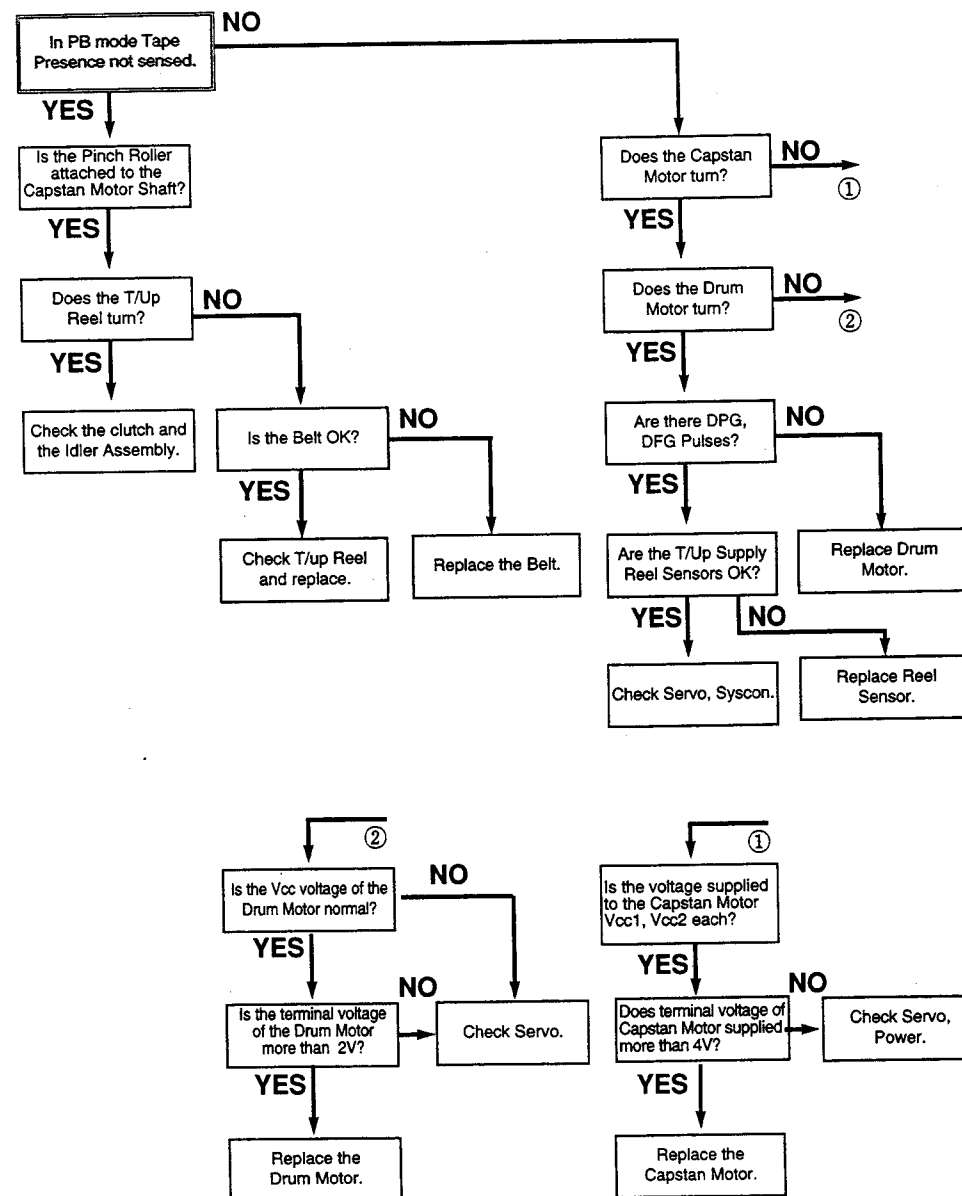 In PB mode Tape
Presence not sensed.
NO
YES
Is the Pinch Roller
attached to the
Capstan Motor Shaft?
YES
Does the T/Up
Reel turn?
NO
YES
Check the clutch and
the Idler Assembly.
Is the Belt OK?
NO
YES
Check T/up Reel
and replace.
Replace the Belt.
Does the Capstan
Motor turn?
NO
①
YES
Does the Drum
Motor turn?
NO
②
YES
Are there DPG,
DFG Pulses?
NO
YES
Replace Drum
Motor.
Are the T/Up Supply
Reel Sensors OK?
YES
NO
Check Servo, Syscon.
Replace Reel
Sensor.
②
Is the Vcc voltage of the
Drum Motor normal?
NO
YES
Is the terminal voltage
of the Drum Motor
more than 2V?
NO
Check Servo.
YES
Replace the
Drum Motor.
①
Is the voltage supplied
to the Capstan Motor
Vcc1, Vcc2 each?
YES
Does terminal voltage of
Capstan Motor supplied
more than 4V?
NO
Check Servo,
Power.
YES
Replace the
Capstan Motor.